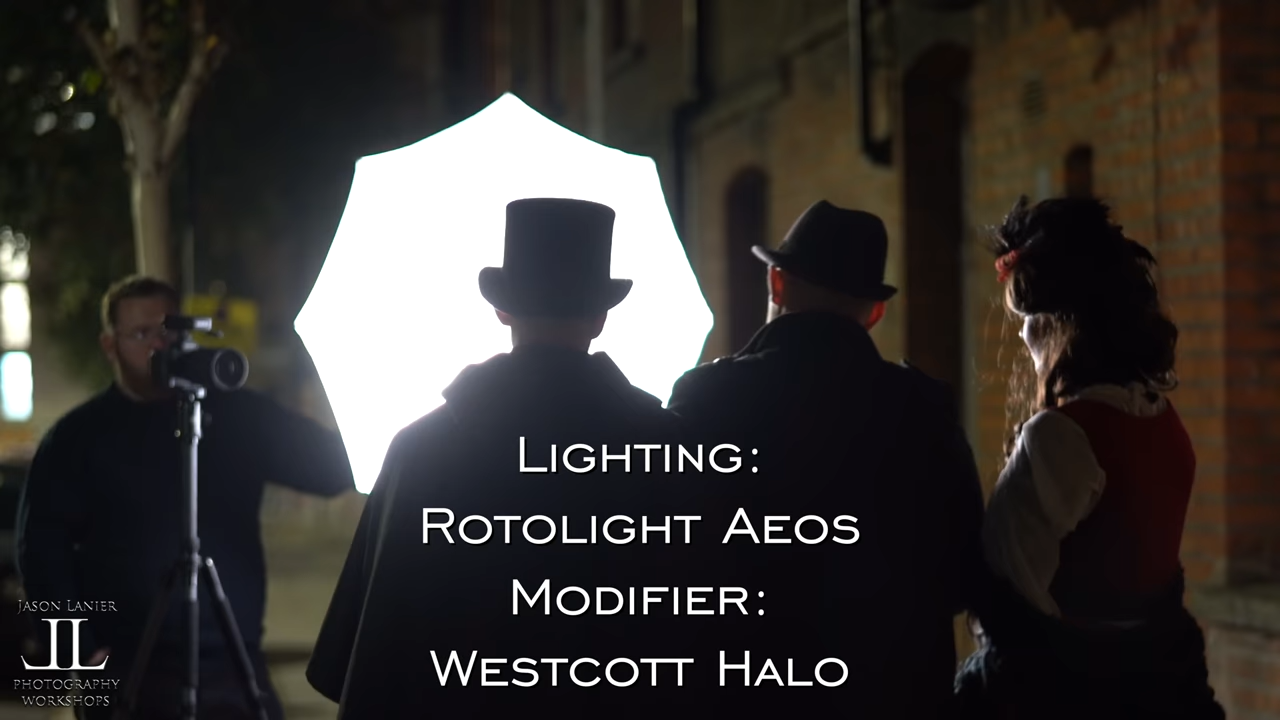 Lighting:
Rotolight Aeos
Modifier:
Westcott Halo
Jason Lanier
JL
Photography
Workshops